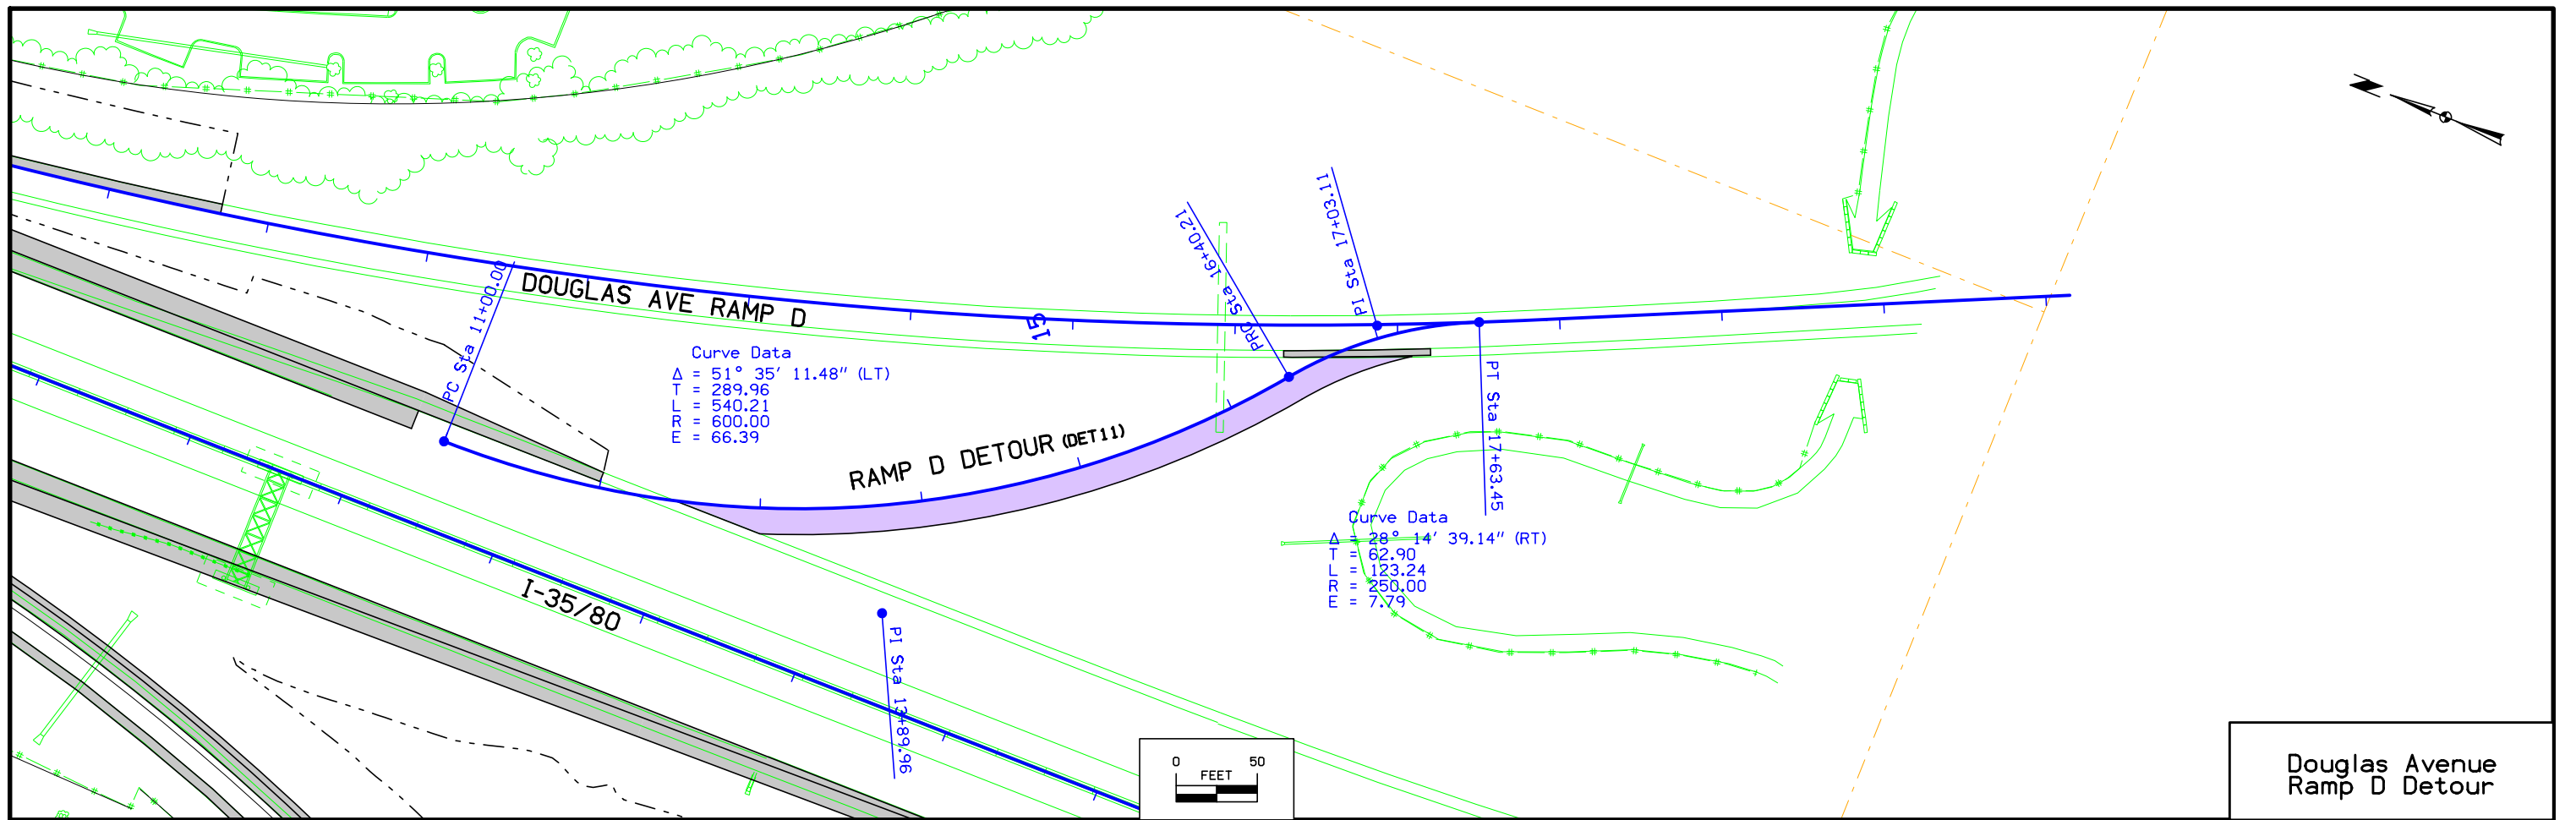 N
PC Sta 11+00.00
DOUGLAS AVE RAMP D
15
PRC Sta 16+40.21
PI Sta 17+03.11
Curve Data
Δ = 51° 35′ 11.48″ (LT)
T = 289.96
L = 540.21
R = 600.00
E = 66.39
RAMP D DETOUR (DET11)
PT Sta 17+63.45
Curve Data
Δ = 28° 14′ 39.14″ (RT)
T = 62.90
L = 123.24
R = 250.00
E = 7.79
I-35/80
PI Sta 13+89.96
0 50
FEET
Douglas Avenue
Ramp D Detour